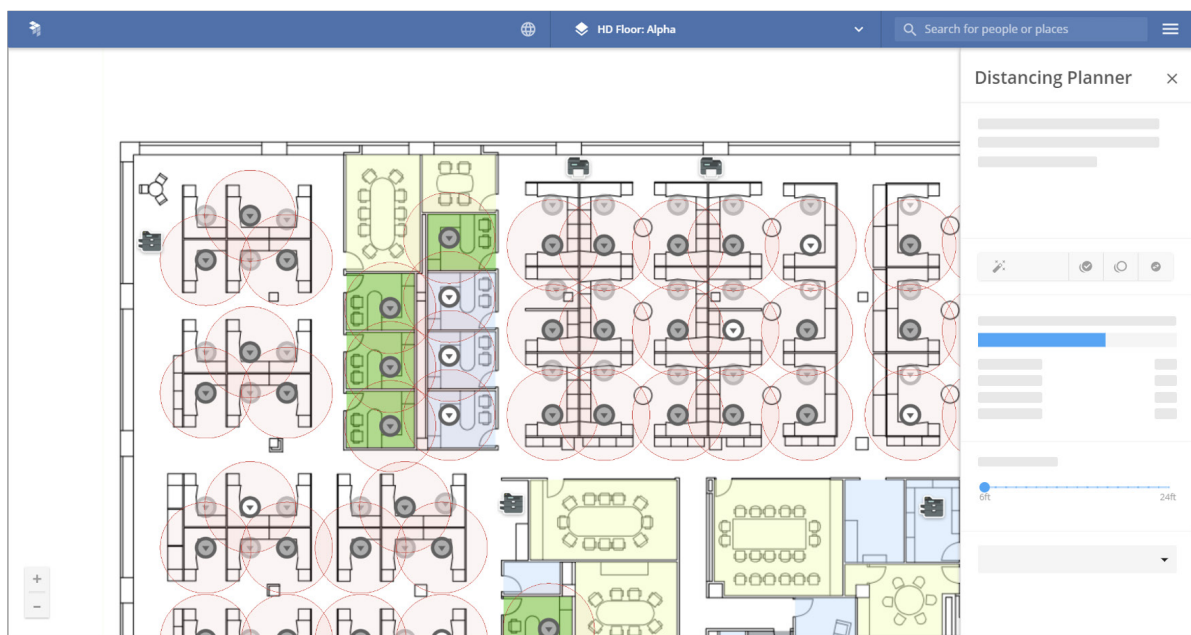 HD Floor: Alpha
Search for people or places
Distancing Planner
6ft
24ft